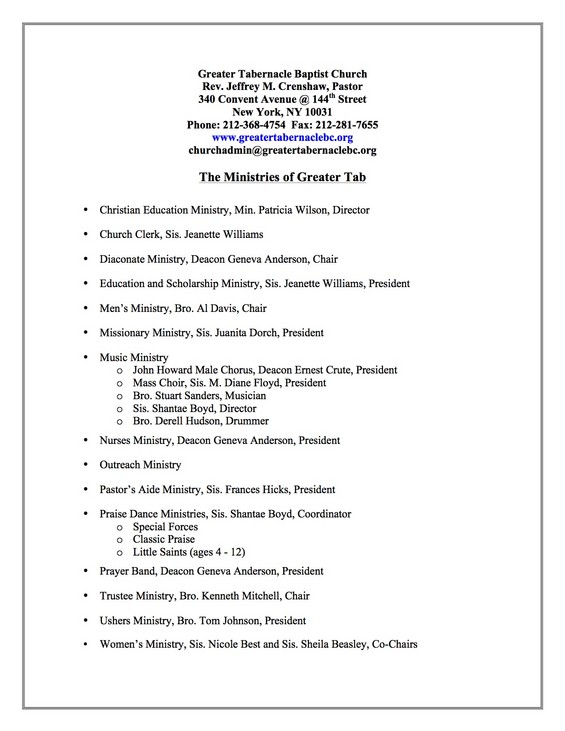 Greater Tabernacle Baptist Church
Rev. Jeffrey M. Crenshaw, Pastor
340 Convent Avenue @ 144th Street
New York, NY 10031
Phone: 212-368-4754  Fax: 212-281-7655
www.greatertabernaclebc.org
churchadmin@greatertabernaclebc.org
The Ministries of Greater Tab
• Christian Education Ministry, Min. Patricia Wilson, Director
• Church Clerk, Sis. Jeanette Williams
• Diaconate Ministry, Deacon Geneva Anderson, Chair
• Education and Scholarship Ministry, Sis. Jeanette Williams, President
• Men’s Ministry, Bro. Al Davis, Chair
• Missionary Ministry, Sis. Juanita Dorch, President
• Music Ministry
o John Howard Male Chorus, Deacon Ernest Crute, President
o Mass Choir, Sis. M. Diane Floyd, President
o Bro. Stuart Sanders, Musician
o Sis. Shantae Boyd, Director
o Bro. Derell Hudson, Drummer
• Nurses Ministry, Deacon Geneva Anderson, President
• Outreach Ministry
• Pastor’s Aide Ministry, Sis. Frances Hicks, President
• Praise Dance Ministries, Sis. Shantae Boyd, Coordinator
o Special Forces
o Classic Praise
o Little Saints (ages 4 - 12)
• Prayer Band, Deacon Geneva Anderson, President
• Trustee Ministry, Bro. Kenneth Mitchell, Chair
• Ushers Ministry, Bro. Tom Johnson, President
• Women’s Ministry, Sis. Nicole Best and Sis. Sheila Beasley, Co-Chairs